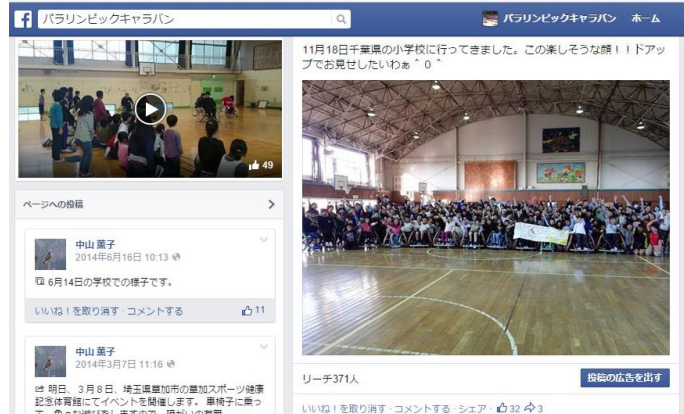 パラリンピックキャラバン
パラリンピックキャラバン ホーム
49
ページへの投稿
中山 薫子
2014年6月16日 10:13
6月14日の学校での様子です。
いいね！を取り消す · コメントする 11
中山 薫子
2014年3月7日 11:16
明日、３月８日、埼玉県草加市の草加スポーツ健康
記念体育館にてイベントを開催します。 車椅子に乗っ
11月18日千葉県の小学校に行ってきました。この楽しそうな顔！！ドアッ
プでお見せしたいわぁ＾０＾
リーチ371人
投稿の広告を出す
いいね！を取り消す · コメントする · シェア · 32 3